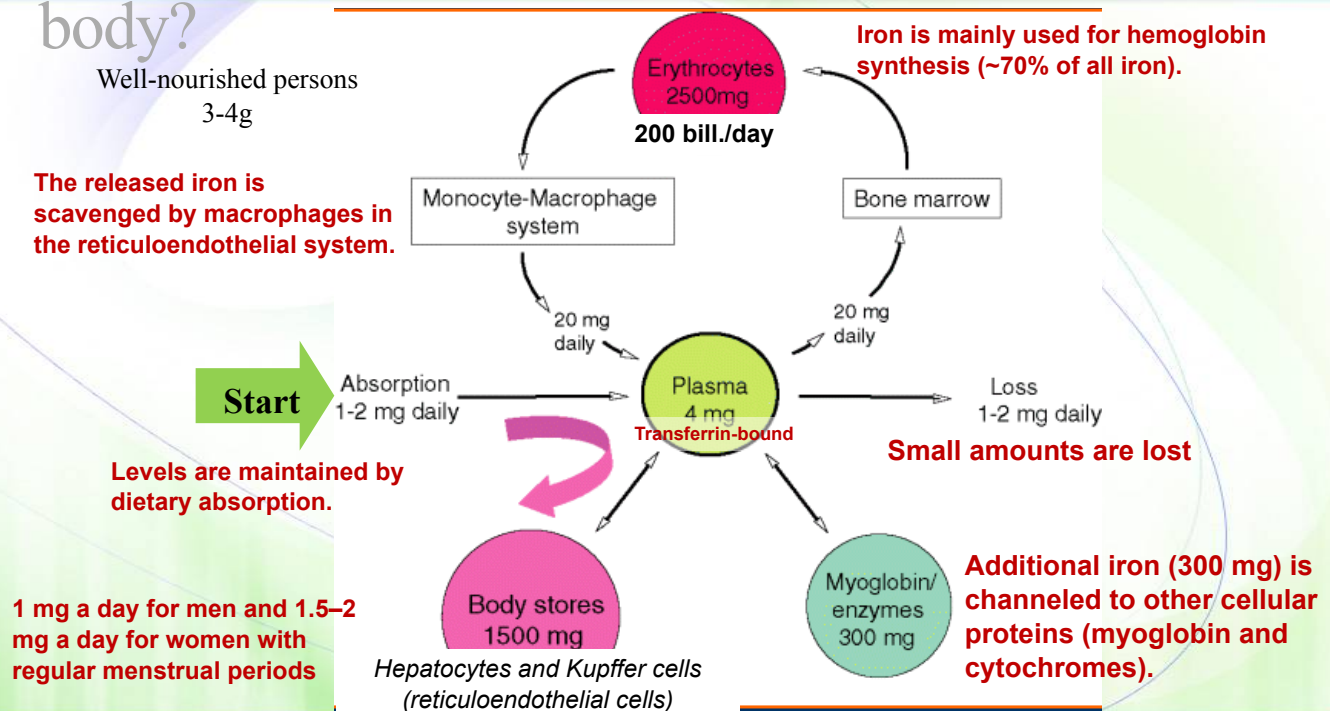 body?
Well-nourished persons
3-4g
Iron is mainly used for hemoglobin
synthesis (~70% of all iron).
Erythrocytes
2500mg
200 bill./day
The released iron is
scavenged by macrophages in
the reticuloendothelial system.
Monocyte-Macrophage
system
Bone marrow
20 mg
daily
20 mg
daily
Start
Absorption
1-2 mg daily
Plasma
4 mg
Transferrin-bound
Loss
1-2 mg daily
Small amounts are lost
Levels are maintained by
dietary absorption.
1 mg a day for men and 1.5–2
mg a day for women with
regular menstrual periods
Body stores
1500 mg
Hepatocytes and Kupffer cells
(reticuloendothelial cells)
Myoglobin/
enzymes
300 mg
Additional iron (300 mg) is
channeled to other cellular
proteins (myoglobin and
cytochromes).